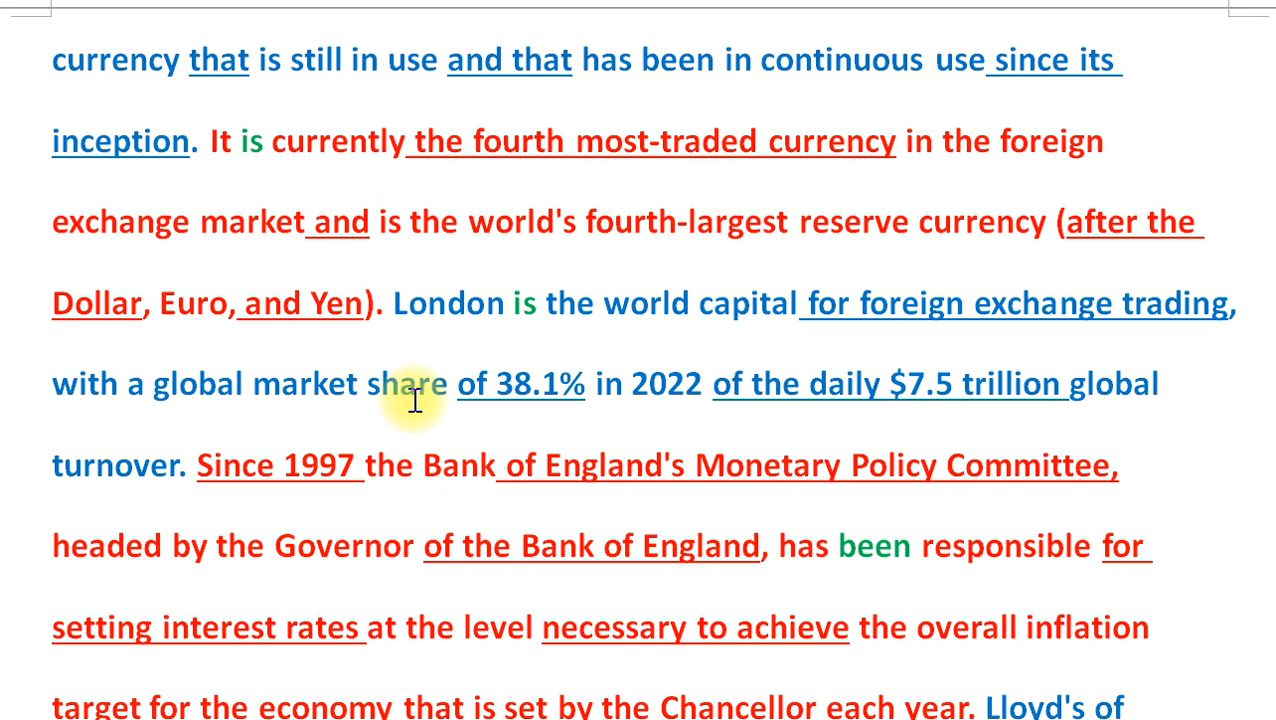 currency that is still in use and that has been in continuous use since its
inception. It is currently the fourth most-traded currency in the foreign
exchange market and is the world's fourth-largest reserve currency (after the
Dollar, Euro, and Yen). London is the world capital for foreign exchange trading,
with a global market share of 38.1% in 2022 of the daily $7.5 trillion global
turnover. Since 1997 the Bank of England's Monetary Policy Committee,
headed by the Governor of the Bank of England, has been responsible for
setting interest rates at the level necessary to achieve the overall inflation
target for the economy that is set by the Chancellor each year. Lloyd's of